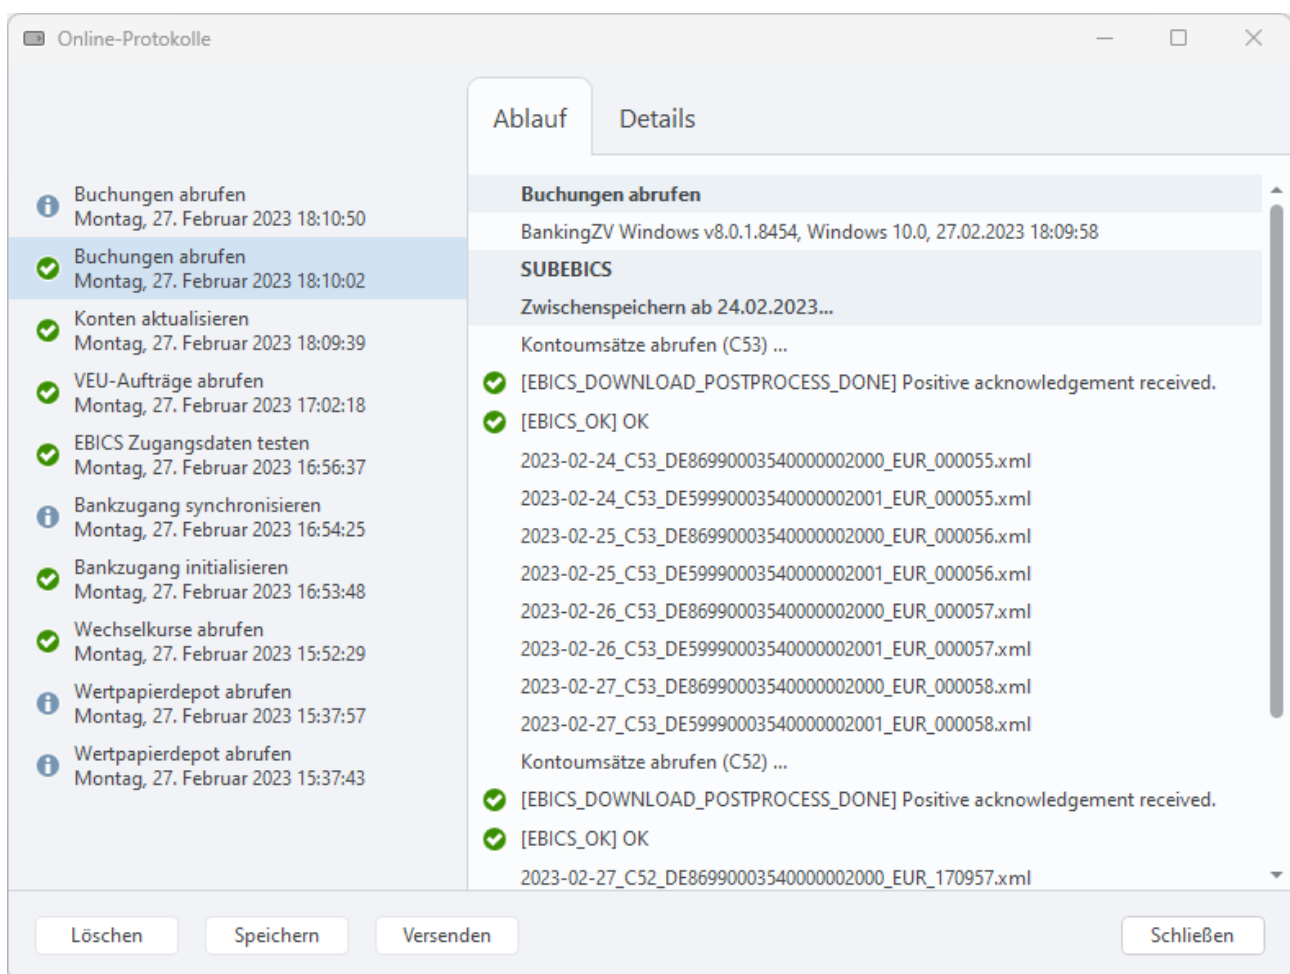 Online-Protokolle
Ablauf
Details
Buchungen abrufen
Montag, 27. Februar 2023 18:10:50
Buchungen abrufen
Montag, 27. Februar 2023 18:10:02
Konten aktualisieren
Montag, 27. Februar 2023 18:09:39
VEU-Aufträge abrufen
Montag, 27. Februar 2023 17:02:18
EBICS Zugangsdaten testen
Montag, 27. Februar 2023 16:56:37
Bankzugang synchronisieren
Montag, 27. Februar 2023 16:54:25
Bankzugang initialisieren
Montag, 27. Februar 2023 16:53:48
Wechselkurse abrufen
Montag, 27. Februar 2023 15:52:29
Wertpapierdepot abrufen
Montag, 27. Februar 2023 15:37:57
Wertpapierdepot abrufen
Montag, 27. Februar 2023 15:37:43
Buchungen abrufen
BankingZV Windows v8.0.1.8454, Windows 10.0, 27.02.2023 18:09:58
SUBEBICS
Zwischenspeichern ab 24.02.2023...
Kontoumsätze abrufen (C53) ...
[EBICS_DOWNLOAD_POSTPROCESS_DONE] Positive acknowledgement received.
[EBICS_OK] OK
2023-02-24_C53_DE86990003540000002000_EUR_000055.xml
2023-02-24_C53_DE59990003540000002001_EUR_000055.xml
2023-02-25_C53_DE86990003540000002000_EUR_000056.xml
2023-02-25_C53_DE59990003540000002001_EUR_000056.xml
2023-02-26_C53_DE86990003540000002000_EUR_000057.xml
2023-02-26_C53_DE59990003540000002001_EUR_000057.xml
2023-02-27_C53_DE86990003540000002000_EUR_000058.xml
2023-02-27_C53_DE59990003540000002001_EUR_000058.xml
Kontoumsätze abrufen (C52) ...
[EBICS_DOWNLOAD_POSTPROCESS_DONE] Positive acknowledgement received.
[EBICS_OK] OK
2023-02-27_C52_DE86990003540000002000_EUR_170957.xml
Löschen
Speichern
Versenden
Schließen